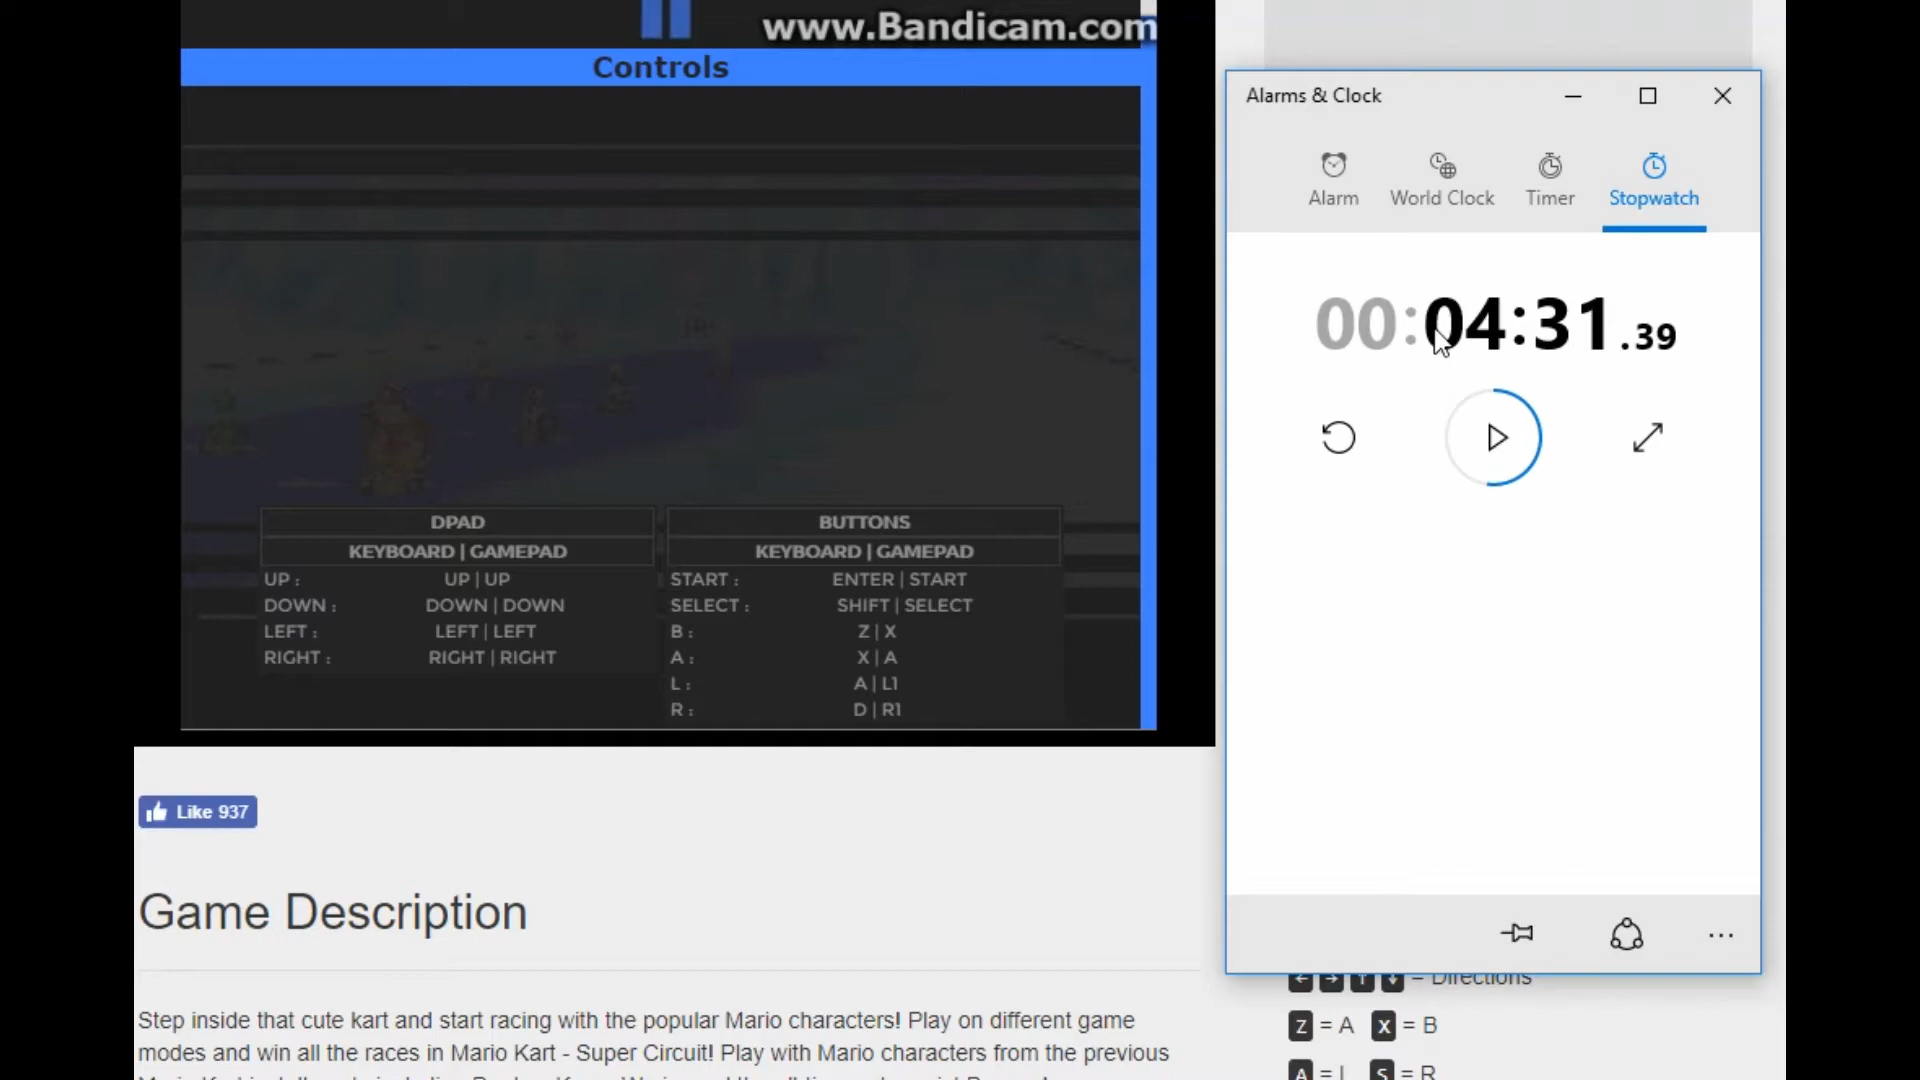 www.Bandicam.com
Controls
DPAD
KEYBOARD | GAMEPAD
UP : UP | UP
DOWN : DOWN | DOWN
LEFT : LEFT | LEFT
RIGHT : RIGHT | RIGHT
BUTTONS
KEYBOARD | GAMEPAD
START : ENTER | START
SELECT : SHIFT | SELECT
B : Z | X
A : X | A
L : A | L1
R : D | R1
Like 937
Game Description
Step inside that cute kart and start racing with the popular Mario characters! Play on different game
modes and win all the races in Mario Kart - Super Circuit! Play with Mario characters from the previous
Alarms & Clock
Alarm
World Clock
Timer
Stopwatch
00:04:31.39
= Directions
Z = A X = B
A = L S = R